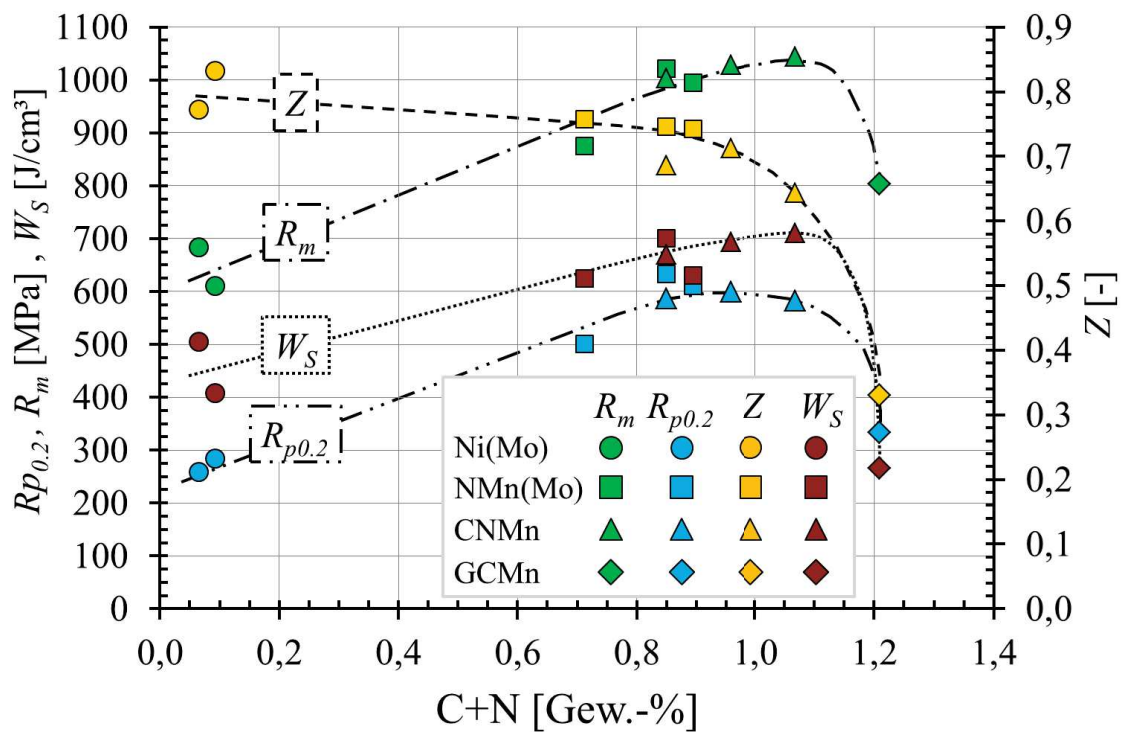 Rp0.2 , Rm [MPa] , WS [J/cm³]
1100
1000
900
800
700
600
500
400
300
200
100
0
0,9
0,8
0,7
0,6
0,5
0,4
0,3
0,2
0,1
0,0
Z [-]
Z
Rm
WS
Rp0.2
Rm Rp0.2 Z WS
Ni(Mo)
NMn(Mo)
CNMn
GCMn
0,0 0,2 0,4 0,6 0,8 1,0 1,2 1,4
C+N [Gew.-%]